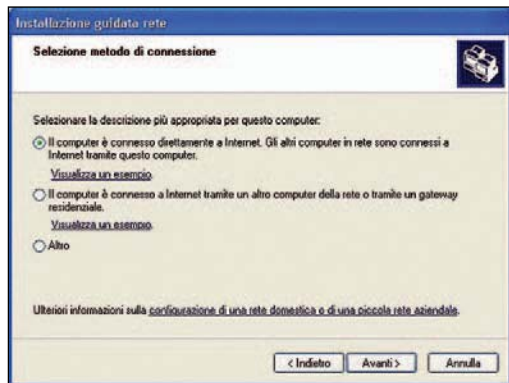 Installazione guidata rete
Selezione metodo di connessione
Selezionare la descrizione più appropriata per questo computer:
Il computer è connesso direttamente a Internet. Gli altri computer in rete sono connessi a
Internet tramite questo computer.
Visualizza un esempio.
Il computer è connesso a Internet tramite un altro computer della rete o tramite un gateway
residenziale.
Visualizza un esempio.
Altro
Ulteriori informazioni sulla configurazione di una rete domestica o di una piccola rete aziendale.
< Indietro Avanti > Annulla